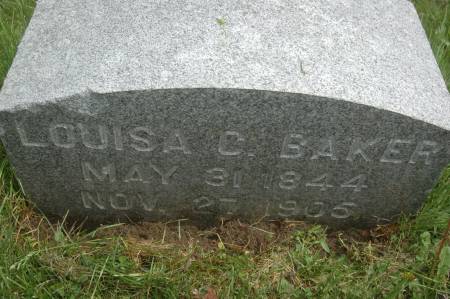 LOUISA C. BAKER
MAY 31 1844
NOV. 27 1905